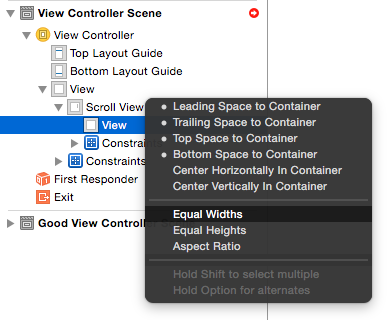 View Controller Scene
View Controller
Top Layout Guide
Bottom Layout Guide
View
Scroll View
View
Constraints
First Responder
Exit
Good View Controller
Leading Space to Container
Trailing Space to Container
Top Space to Container
Bottom Space to Container
Center Horizontally In Container
Center Vertically In Container
Equal Widths
Equal Heights
Aspect Ratio
Hold Shift to select multiple
Hold Option for alternates